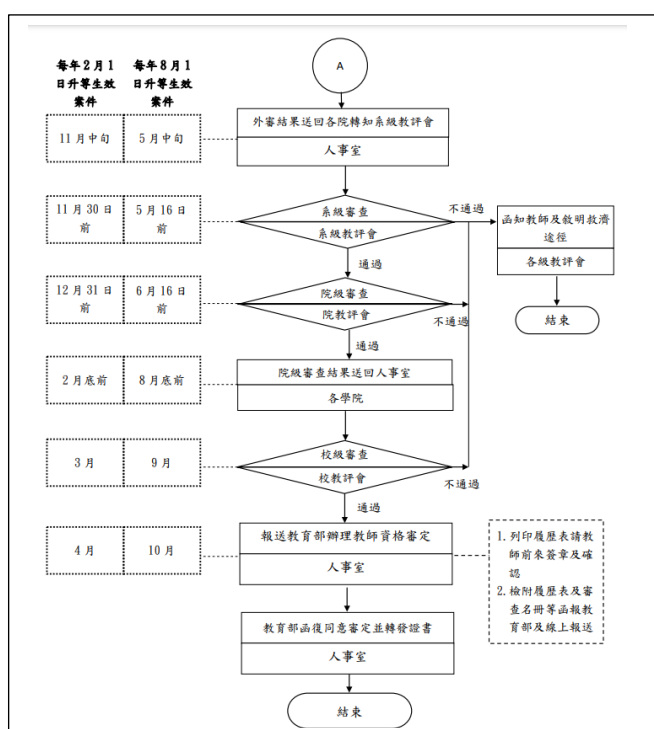 每年2月1
日升等生效
案件
每年8月1
日升等生效
案件
A
11月中旬
5月中旬
外審結果送回各院轉知系級教評會
人事室
11月30日
前
5月16日
前
系級審查
系級教評會
不通過
通過
函知教師及敘明救濟
途徑
各級教評會
結束
12月31日
前
6月16日
前
院級審查
院教評會
不通過
通過
2月底前
8月底前
院級審查結果送回人事室
各學院
3月
9月
校級審查
校教評會
不通過
通過
4月
10月
報送教育部辦理教師資格審定
人事室
1. 列印履歷表請教
師前來簽章及確
認
2. 檢附履歷表及審
查名冊等函報教
育部及線上報送
教育部函復同意審定並轉發證書
人事室
結束